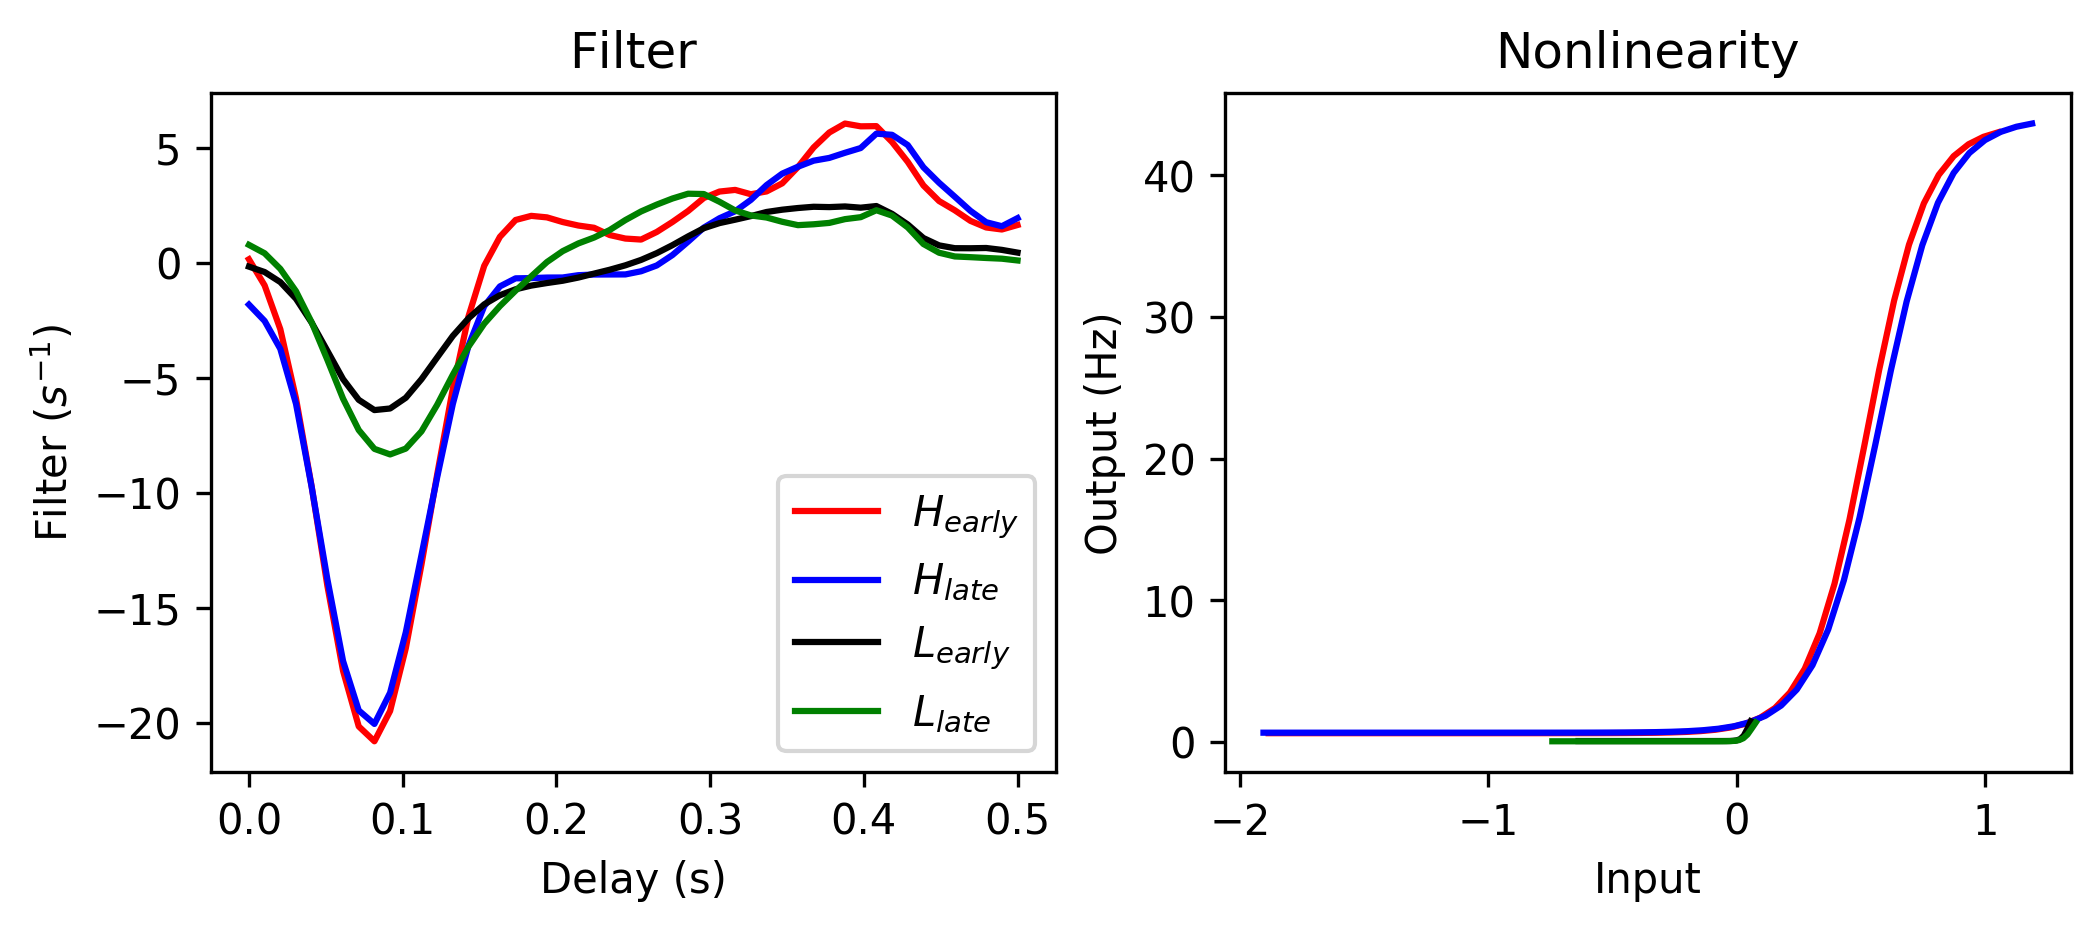 Filter
Nonlinearity
Filter (s⁻¹)
5
0
−5
−10
−15
−20
0.0 0.1 0.2 0.3 0.4 0.5
Delay (s)
H_early
H_late
L_early
L_late
Output (Hz)
40
30
20
10
0
−2 −1 0 1
Input